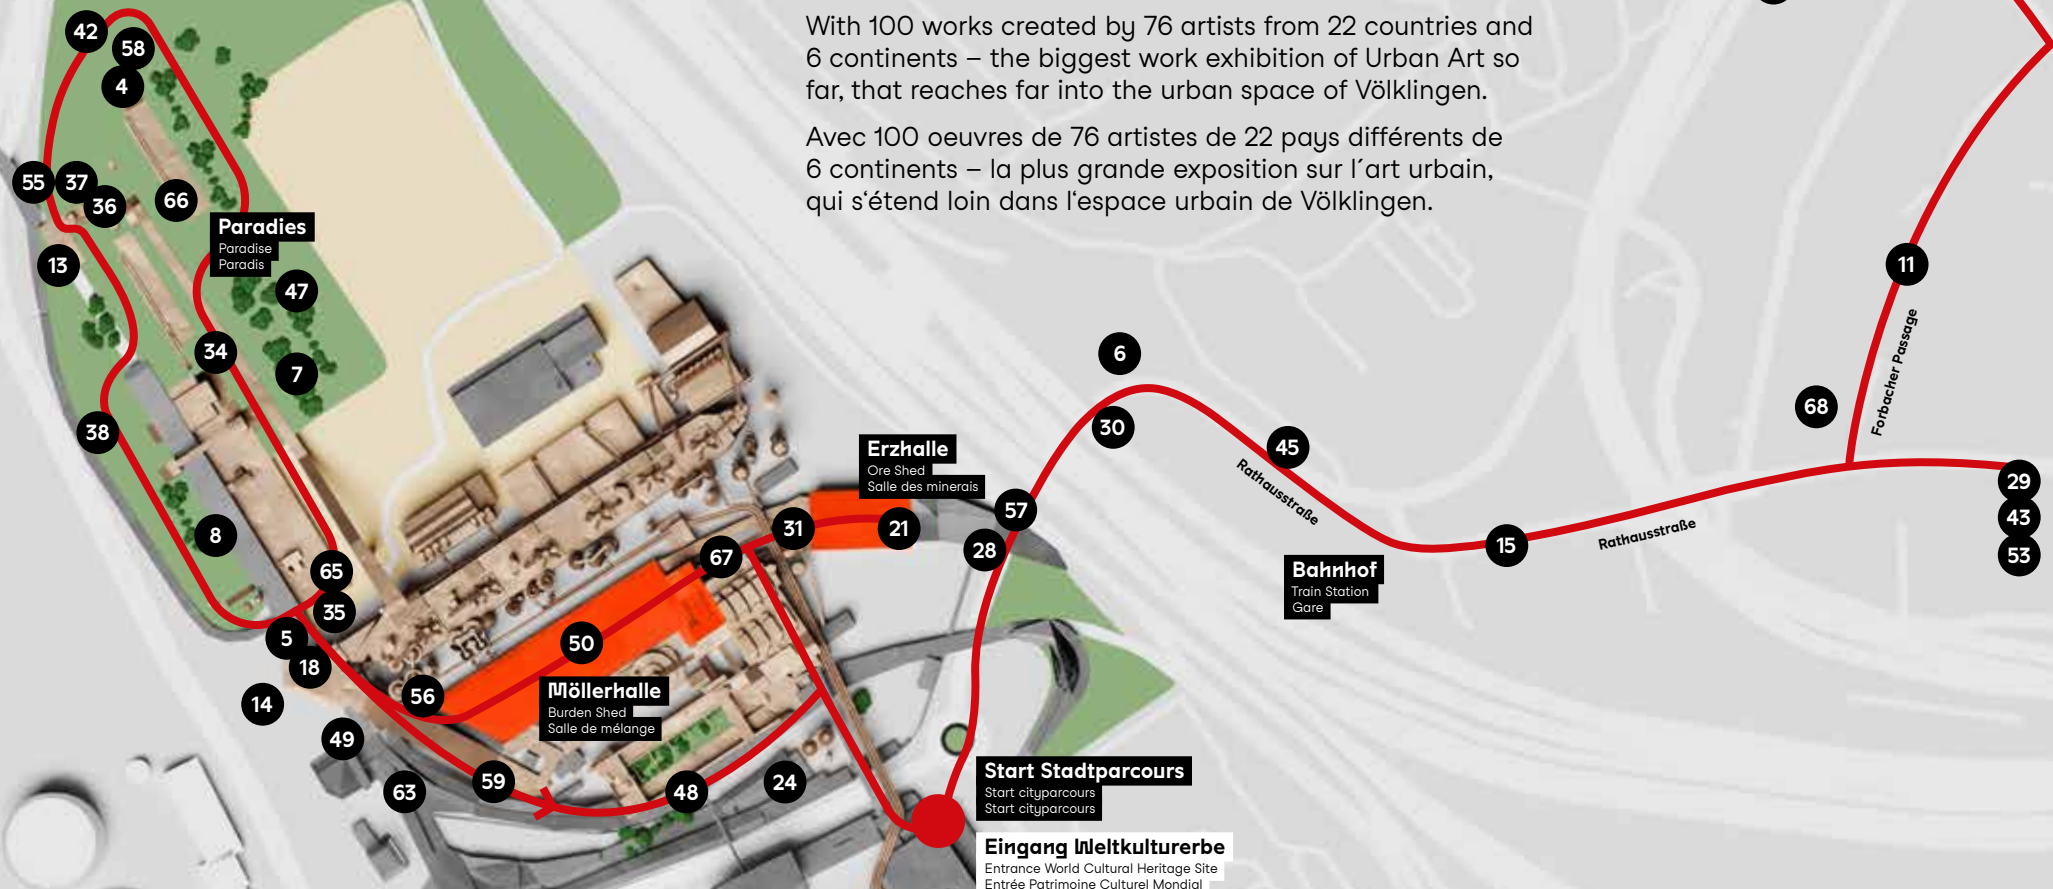 With 100 works created by 76 artists from 22 countries and
6 continents – the biggest work exhibition of Urban Art so
far, that reaches far into the urban space of Völklingen.
Avec 100 oeuvres de 76 artistes de 22 pays différents de
6 continents – la plus grande exposition sur l´art urbain,
qui s‘étend loin dans l‘espace urbain de Völklingen.
42
58
4
55
37
36
66
Paradies
Paradise
Paradis
13
47
34
7
38
8
65
35
5
18
14
49
56
63
59
50
Möllerhalle
Burden Shed
Salle de mélange
48
24
67
31
21
Erzhalle
Ore Shed
Salle des minerais
57
28
6
30
45
Rathausstraße
Bahnhof
Train Station
Gare
15
Rathausstraße
68
Forbacher Passage
11
29
43
53
Start Stadtparcours
Start cityparcours
Start cityparcours
Eingang Weltkulturerbe
Entrance World Cultural Heritage Site
Entrée Patrimoine Culturel Mondial